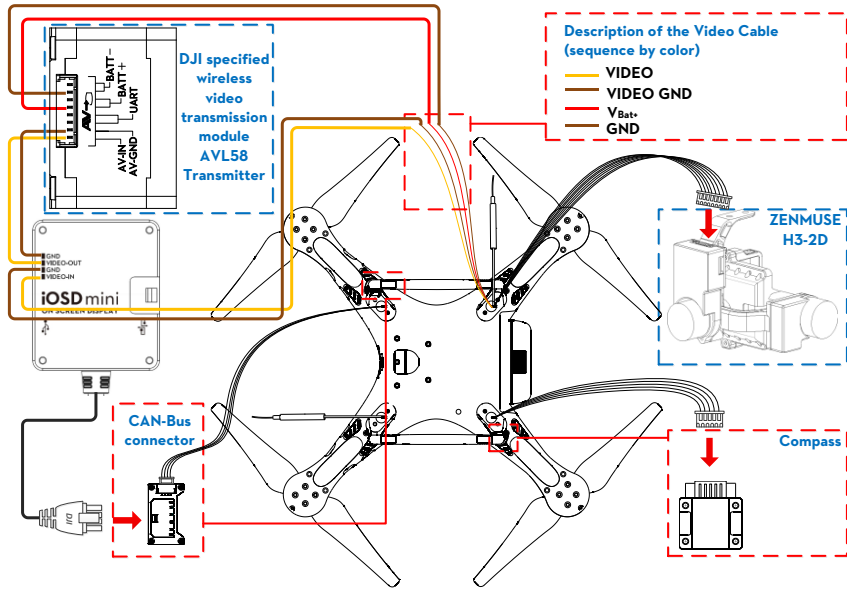 DJI specified
wireless
video
transmission
module
AVL58
Transmitter
BATT-
BATT+
UART
AV-IN
AV-GND
Description of the Video Cable
(sequence by color)
VIDEO
VIDEO GND
VBat+
GND
ZENMUSE
H3-2D
GND
VIDEO-OUT
GND
VIDEO-IN
iOSD mini
ON SCREEN DISPLAY
CAN-Bus
connector
Compass
DJI